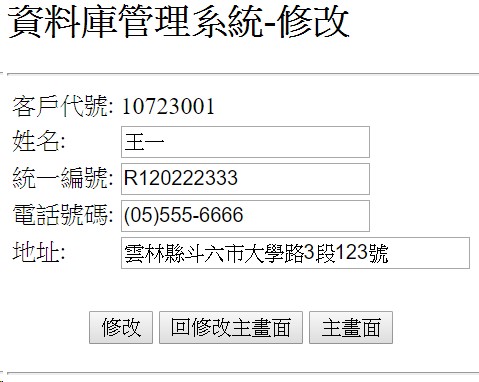 資料庫管理系統-修改
客戶代號: 10723001
姓名: 王一
統一編號: R120222333
電話號碼: (05)555-6666
地址: 雲林縣斗六市大學路3段123號
修改 回修改主畫面 主畫面